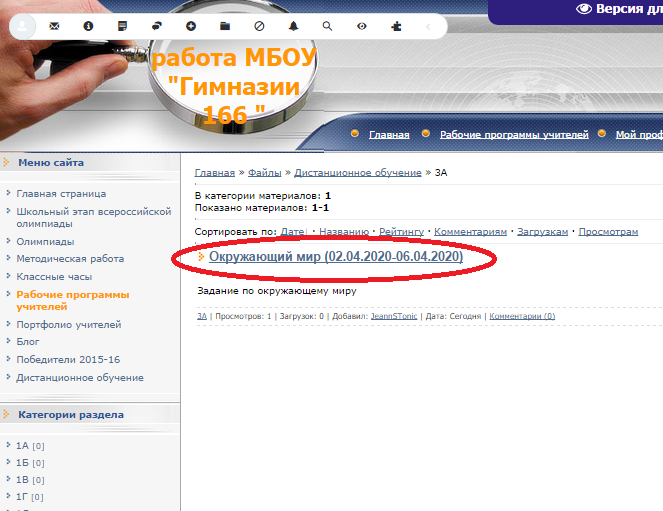 Версия дл
работа МБОУ
"Гимназии
166 "
Главная
Рабочие программы учителей
Мой проф
Меню сайта
Главная страница
Школьный этап всероссийской
олимпиады
Олимпиады
Методическая работа
Классные часы
Рабочие программы
учителей
Портфолио учителей
Блог
Победители 2015-16
Дистанционное обучение
Категории раздела
1А [0]
1Б [0]
1В [0]
1Г [0]
Главная » Файлы » Дистанционное обучение » 3А
В категории материалов: 1
Показано материалов: 1-1
Сортировать по: Дате · Названию · Рейтингу · Комментариям · Загрузкам · Просмотрам
Окружающий мир (02.04.2020-06.04.2020)
Задание по окружающему миру
3А | Просмотров: 1 | Загрузок: 0 | Добавил: JeannSTonic | Дата: Сегодня | Комментарии (0)